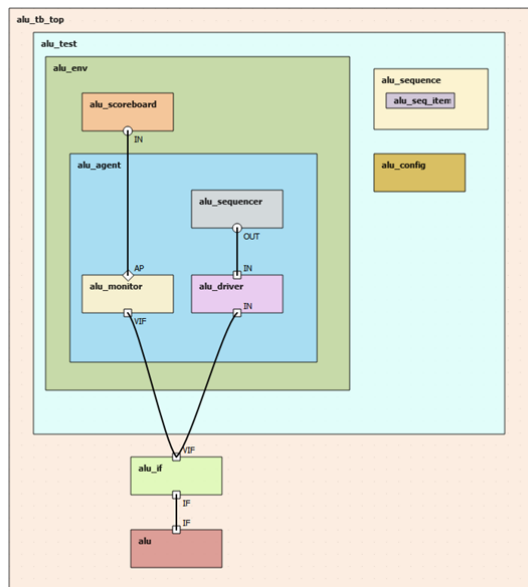 alu_tb_top
alu_test
alu_env
alu_sequence
alu_seq_item
alu_scoreboard
IN
alu_agent
alu_config
alu_sequencer
OUT
AP
IN
alu_monitor
alu_driver
VIF
IN
VIF
alu_if
IF
IF
alu